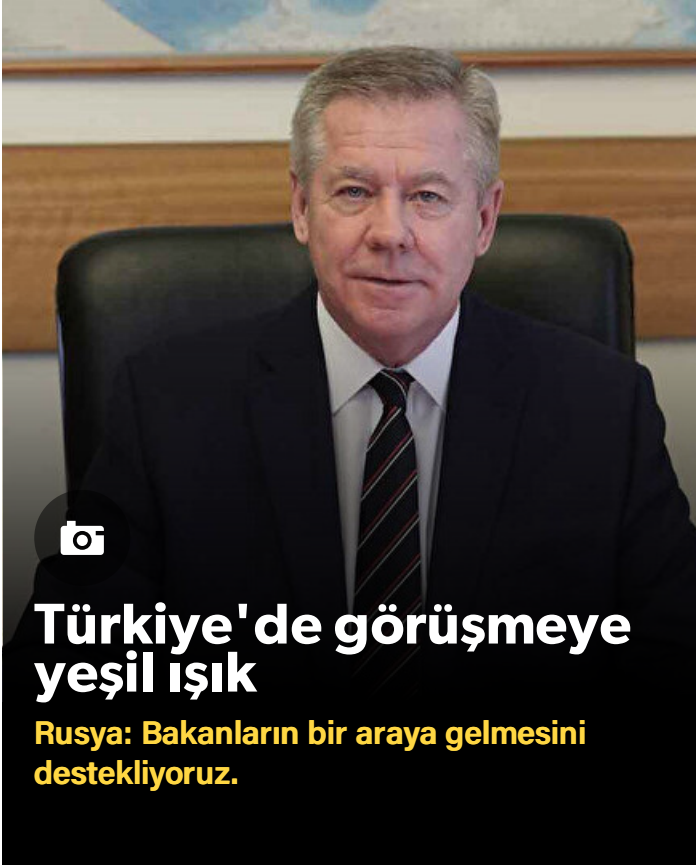 Türkiye'de görüşmeye
yeşil ışık
Rusya: Bakanların bir araya gelmesini
destekliyoruz.